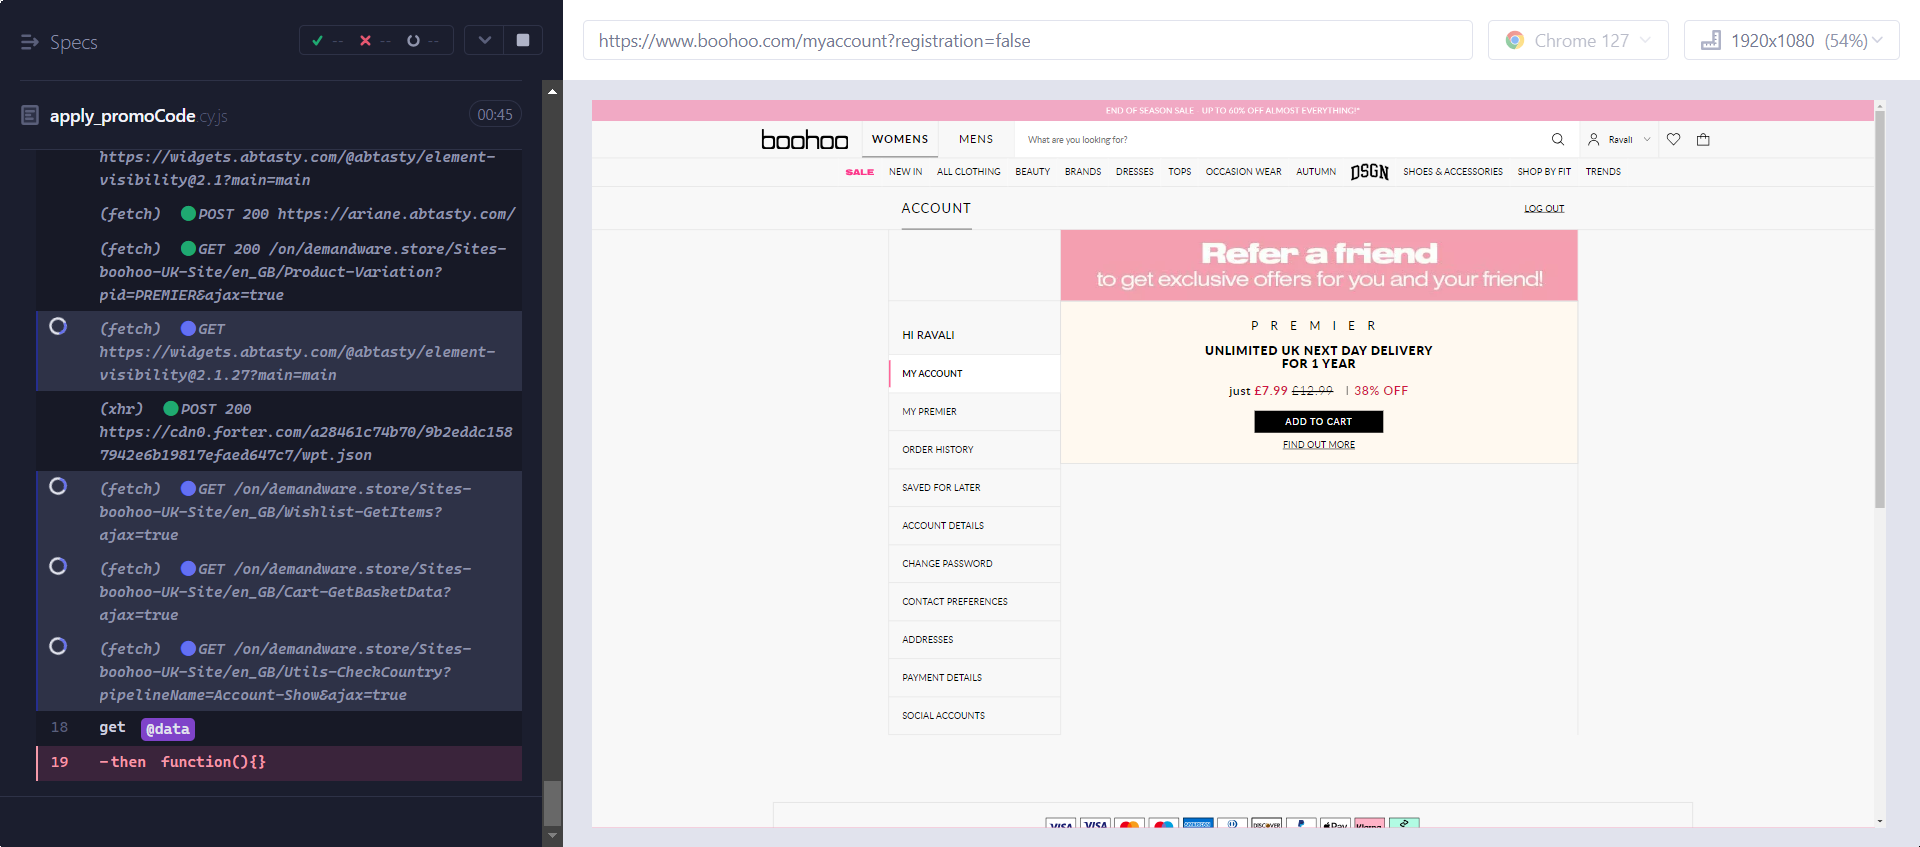 Specs
-- -- --
apply_promoCode.cy.js
00:45
https://widgets.abtasty.com/@abtasty/element-
visibility@2.1?main=main
(fetch) POST 200 https://ariane.abtasty.com/
(fetch) GET 200 /on/demandware.store/Sites-
boohoo-UK-Site/en_GB/Product-Variation?
pid=PREMIER&ajax=true
(fetch) GET
https://widgets.abtasty.com/@abtasty/element-
visibility@2.1.27?main=main
(xhr) POST 200
https://cdn0.forter.com/a28461c74b70/9b2eddc158
7942e6b19817efaed647c7/wpt.json
(fetch) GET /on/demandware.store/Sites-
boohoo-UK-Site/en_GB/Wishlist-GetItems?
ajax=true
(fetch) GET /on/demandware.store/Sites-
boohoo-UK-Site/en_GB/Cart-GetBasketData?
ajax=true
(fetch) GET /on/demandware.store/Sites-
boohoo-UK-Site/en_GB/Utils-CheckCountry?
pipelineName=Account-Show&ajax=true
18 get @data
19 -then function(){}
https://www.boohoo.com/myaccount?registration=false
Chrome 127
1920x1080 (54%)
END OF SEASON SALE - UP TO 60% OFF ALMOST EVERYTHING!*
boohoo WOMENS MENS What are you looking for? Ravali
SALE NEW IN ALL CLOTHING BEAUTY BRANDS DRESSES TOPS OCCASION WEAR AUTUMN DSGN SHOES & ACCESSORIES SHOP BY FIT TRENDS
ACCOUNT
LOG OUT
Refer a friend
to get exclusive offers for you and your friend!
HI RAVALI
MY ACCOUNT
MY PREMIER
ORDER HISTORY
SAVED FOR LATER
ACCOUNT DETAILS
CHANGE PASSWORD
CONTACT PREFERENCES
ADDRESSES
PAYMENT DETAILS
SOCIAL ACCOUNTS
PREMIER
UNLIMITED UK NEXT DAY DELIVERY
FOR 1 YEAR
just £7.99 £12.99 | 38% OFF
ADD TO CART
FIND OUT MORE
VISA VISA DISCOVER Pay Klarna